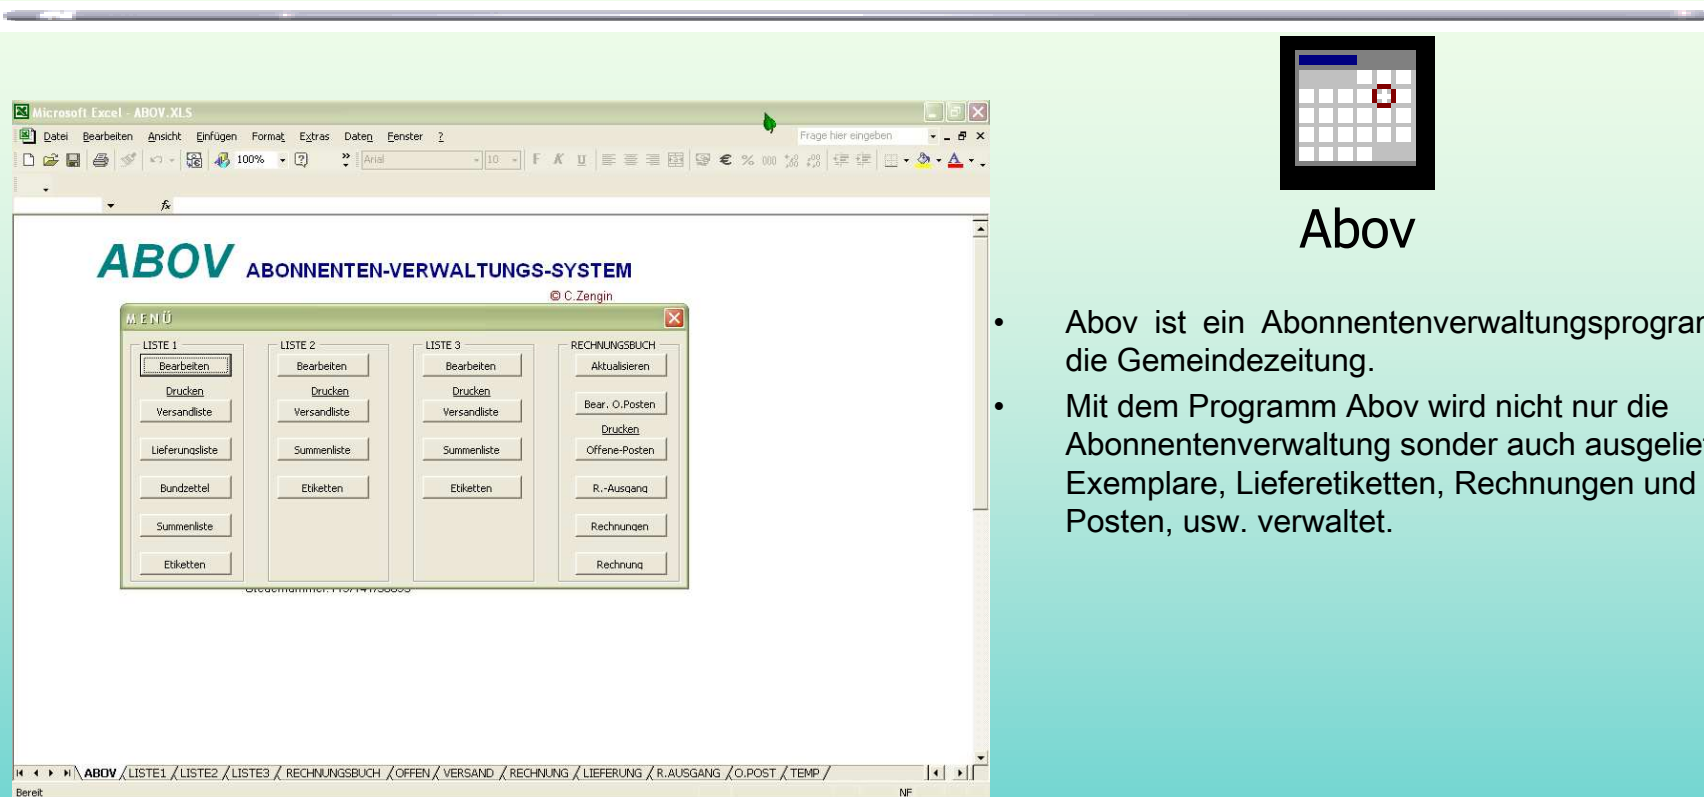 Microsoft Excel - ABOV.XLS
Datei Bearbeiten Ansicht Einfügen Format Extras Daten Fenster ?
Frage hier eingeben
100%
Arial
10
F K U
€ % 000
fx
ABOV ABONNENTEN-VERWALTUNGS-SYSTEM
© C.Zengin
MENÜ
LISTE 1
Bearbeiten
Drucken
Versandliste
Lieferungsliste
Bundzettel
Summenliste
Etiketten
LISTE 2
Bearbeiten
Drucken
Versandliste
Summenliste
Etiketten
LISTE 3
Bearbeiten
Drucken
Versandliste
Summenliste
Etiketten
RECHNUNGSBUCH
Aktualisieren
Bear. O.Posten
Drucken
Offene-Posten
R.-Ausgang
Rechnungen
Rechnung
ABOV LISTE1 LISTE2 LISTE3 RECHNUNGSBUCH OFFEN VERSAND RECHNUNG LIEFERUNG R.AUSGANG O.POST TEMP
Bereit
NF
Abov
• Abov ist ein Abonnentenverwaltungsprogram
die Gemeindezeitung.
• Mit dem Programm Abov wird nicht nur die
Abonnentenverwaltung sonder auch ausgelief
Exemplare, Lieferetiketten, Rechnungen und
Posten, usw. verwaltet.